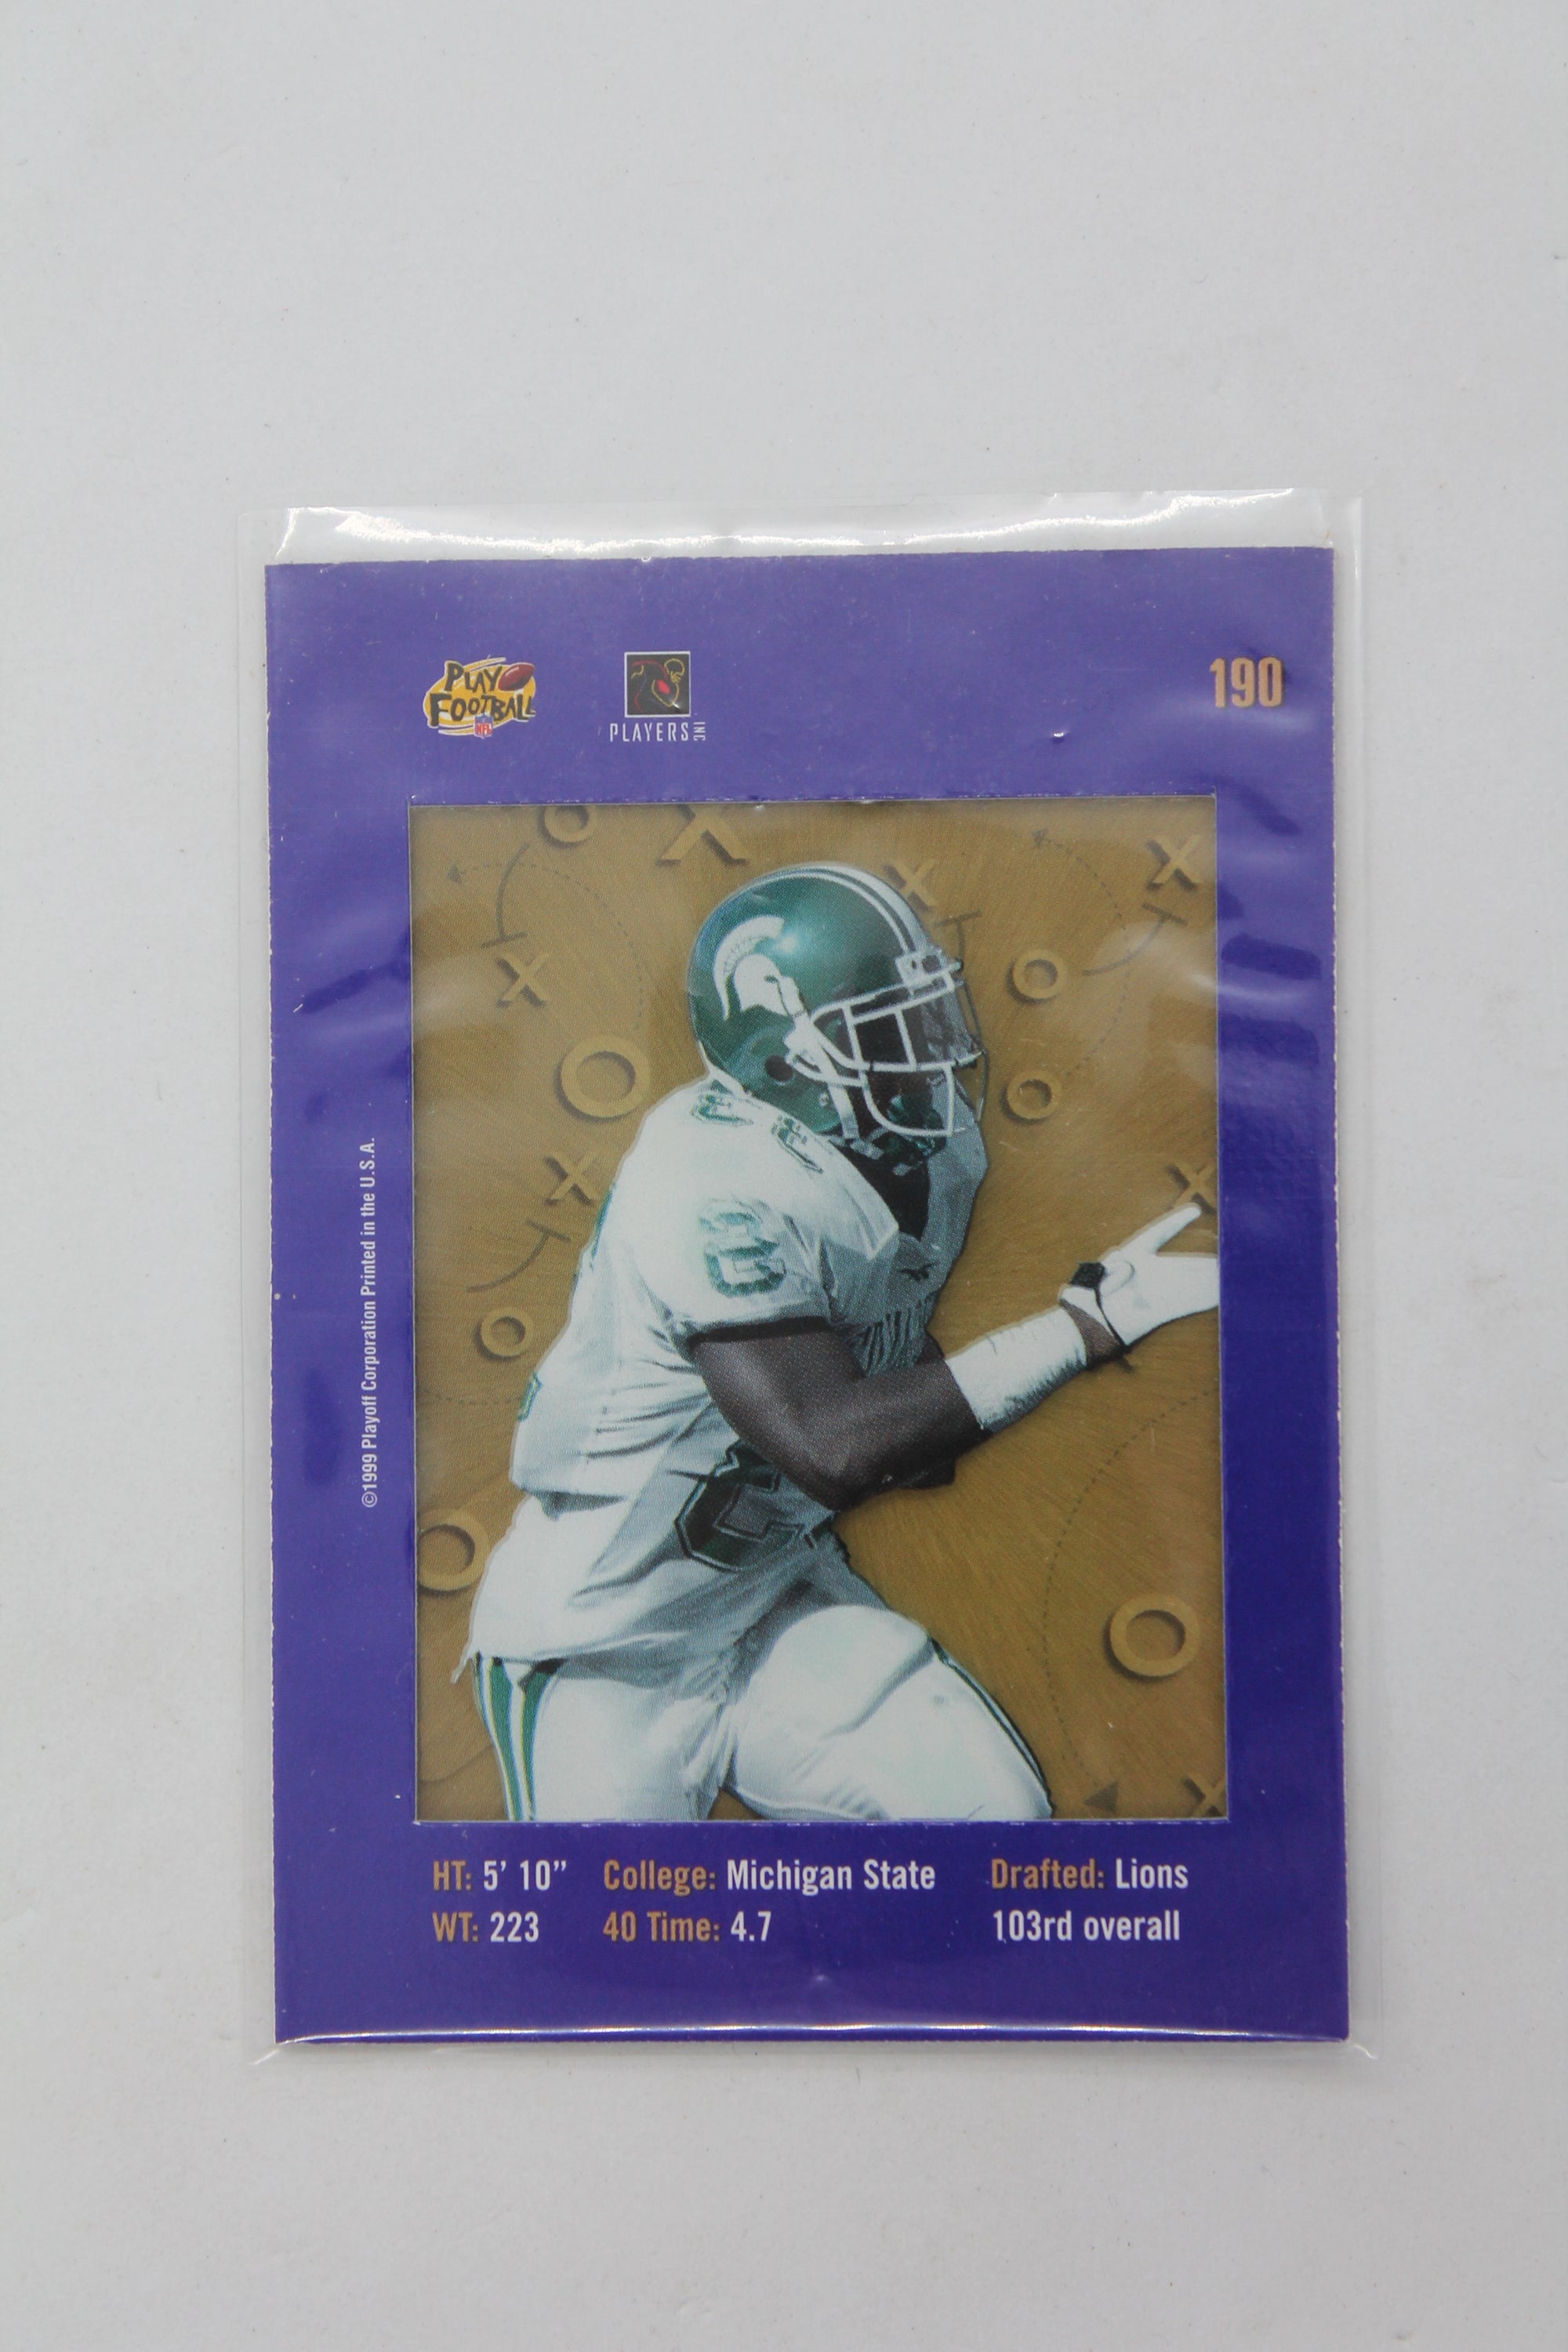 PLAY
FOOTBALL
NFL
PLAYERS INC
190
©1999 Playoff Corporation Printed in the U.S.A.
HT: 5’ 10” College: Michigan State Drafted: Lions
WT: 223 40 Time: 4.7 103rd overall